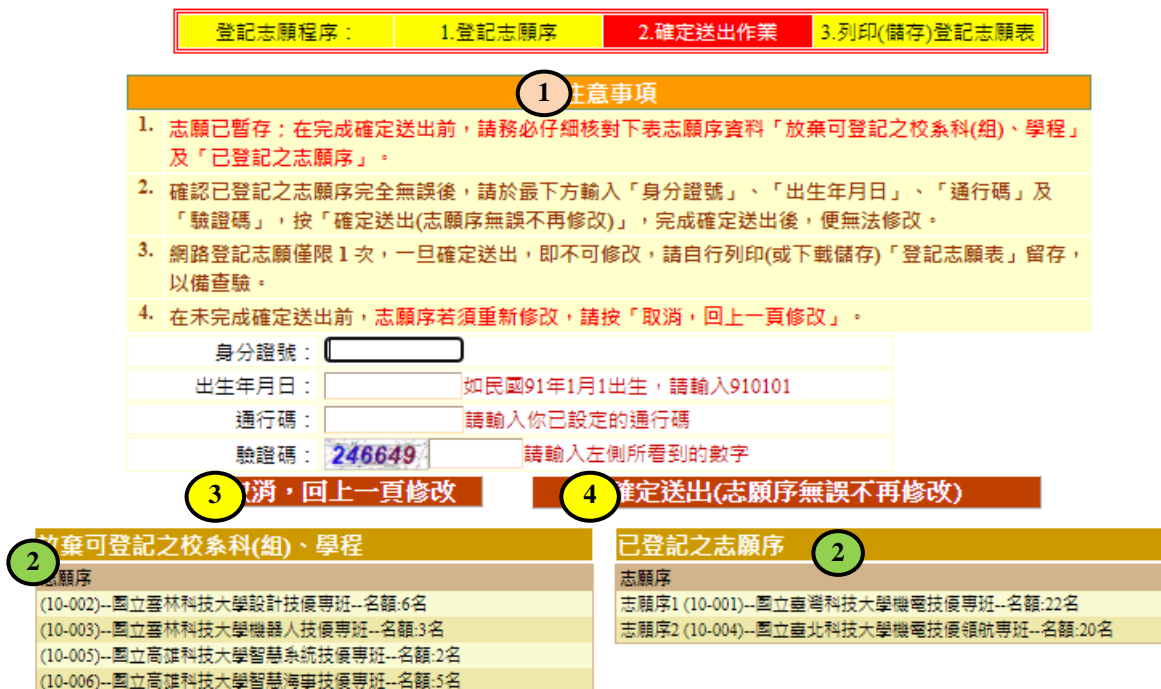 登記志願程序： 1.登記志願序 2.確定送出作業 3.列印(儲存)登記志願表
1 注意事項
1. 志願已暫存；在完成確定送出前，請務必仔細核對下表志願序資料「放棄可登記之校系科(組)、學程」
及「已登記之志願序」。
2. 確認已登記之志願序完全無誤後，請於最下方輸入「身分證號」、「出生年月日」、「通行碼」及
「驗證碼」，按「確定送出(志願序無誤不再修改)」，完成確定送出後，便無法修改。
3. 網路登記志願僅限 1 次，一旦確定送出，即不可修改，請自行列印(或下載儲存)「登記志願表」留存，
以備查驗。
4. 在未完成確定送出前，志願序若須重新修改，請按「取消，回上一頁修改」。
身分證號：
出生年月日： 如民國91年1月1出生，請輸入910101
通行碼： 請輸入你已設定的通行碼
驗證碼： 246649 請輸入左側所看到的數字
3 取消，回上一頁修改 4 確定送出(志願序無誤不再修改)
2 放棄可登記之校系科(組)、學程
志願序
(10-002)--國立雲林科技大學設計技優專班--名額:6名
(10-003)--國立雲林科技大學機器人技優專班--名額:3名
(10-005)--國立高雄科技大學智慧系統技優專班--名額:2名
(10-006)--國立高雄科技大學智慧海事技優專班--名額:5名
已登記之志願序 2
志願序
志願序1 (10-001)--國立臺灣科技大學機電技優專班--名額:22名
志願序2 (10-004)--國立臺北科技大學機電技優領航專班--名額:20名